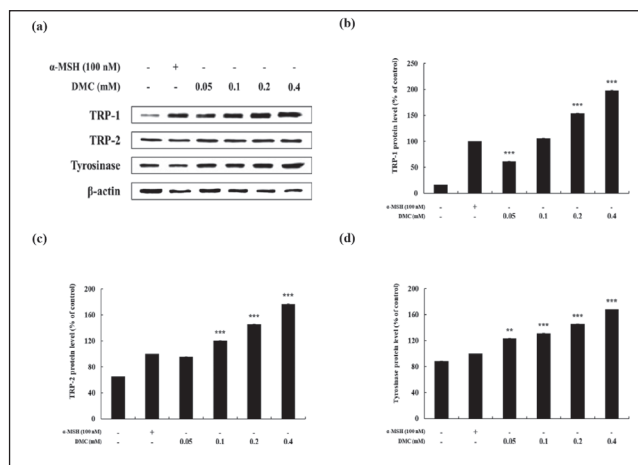 (a)
α-MSH (100 nM) - + - - - -
DMC (mM) - - 0.05 0.1 0.2 0.4
TRP-1
TRP-2
Tyrosinase
β-actin
(b)
TRP-1 protein level (% of control)
250
200
150
100
50
0
***
***
***
α-MSH (100 nM) - + - - - -
DMC (mM) - - 0.05 0.1 0.2 0.4
(c)
TRP-2 protein level (% of control)
200
160
120
80
40
0
***
***
***
α-MSH (100 nM) - + - - - -
DMC (mM) - - 0.05 0.1 0.2 0.4
(d)
Tyrosinase protein level (% of control)
200
160
120
80
40
0
**
***
***
***
α-MSH (100 nM) - + - - - -
DMC (mM) - - 0.05 0.1 0.2 0.4